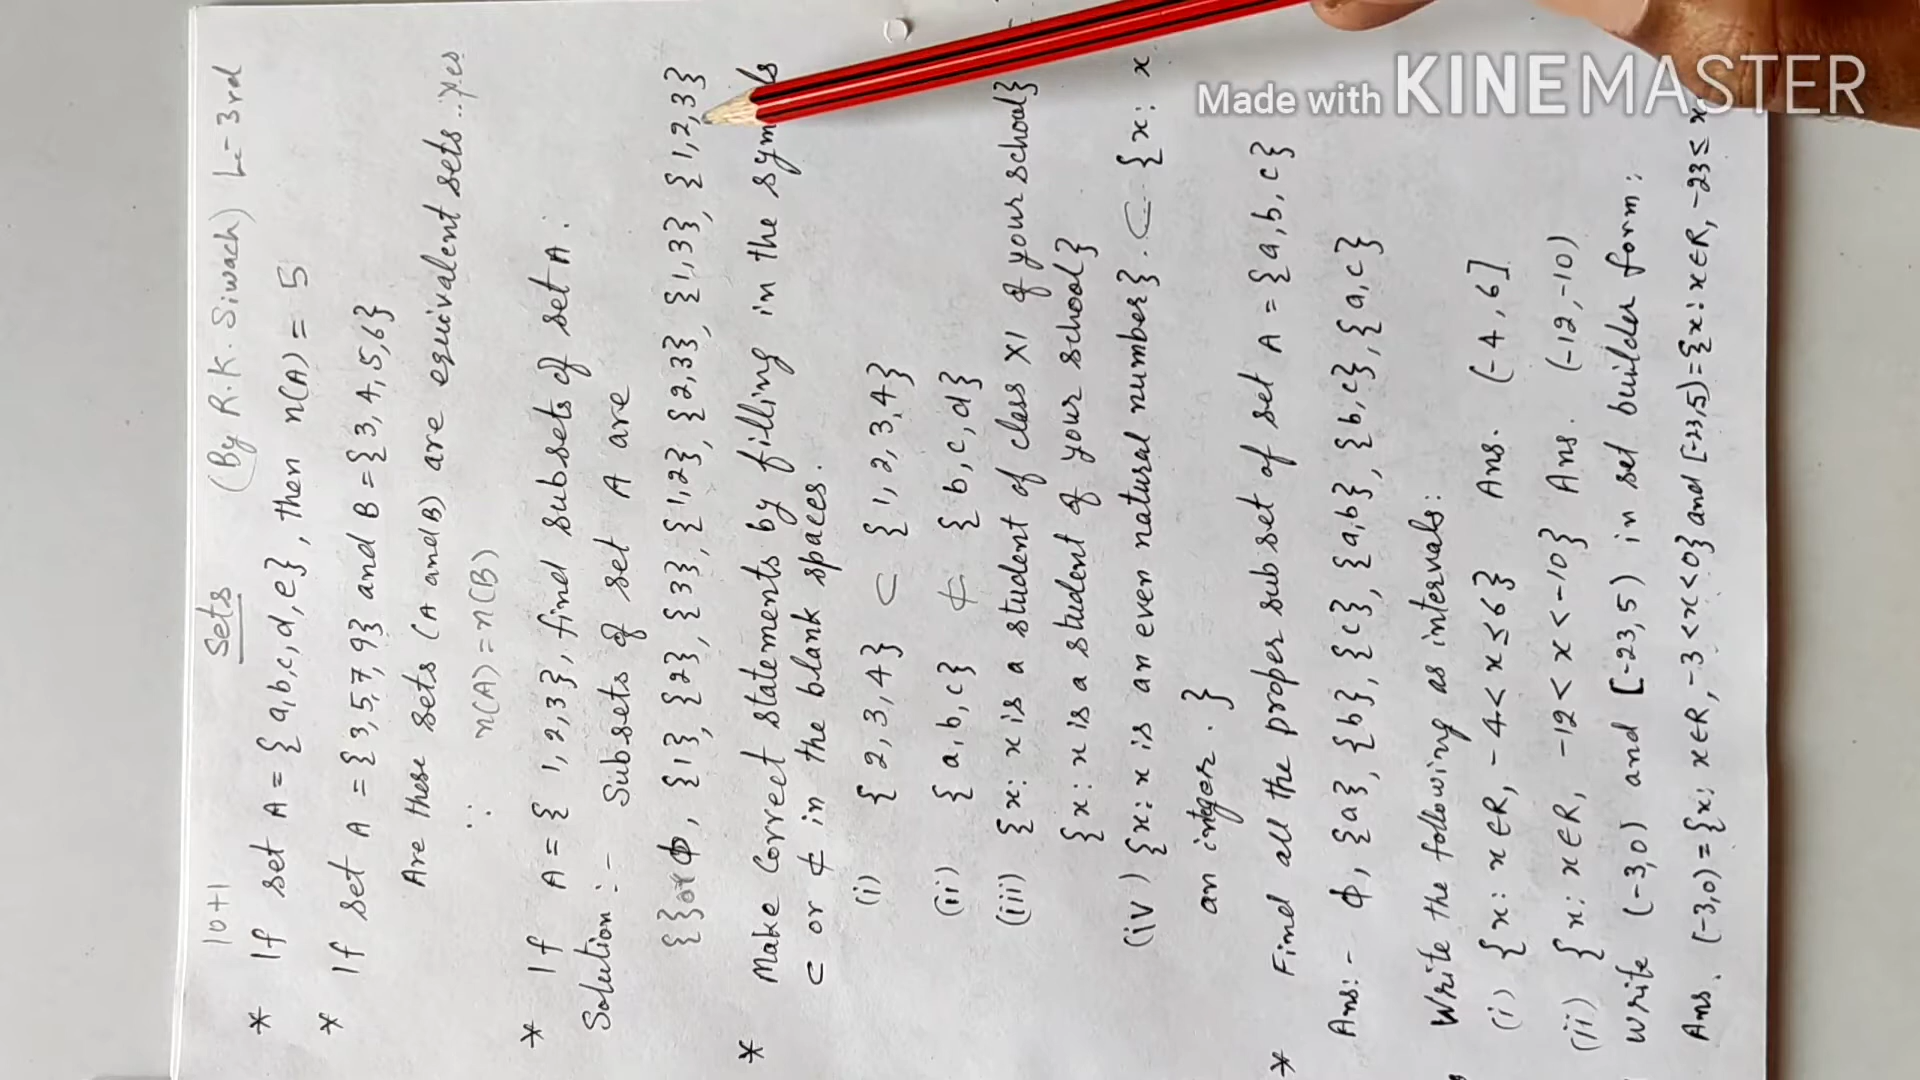 10+1 Sets (By R.K. Siwach) Le-3rd
* If set A = {a,b,c,d,e}, then n(A) = 5
* If set A = {3,5,7,9} and B = {3,4,5,6}
Are these sets (A and B) are equivalent sets...yes
∵ n(A) = n(B)
* If A = {1,2,3}, find subsets of set A.
Solution:- Subsets of set A are
{ } or ϕ, {1}, {2}, {3}, {1,2}, {2,3}, {1,3}, {1,2,3}
* Make Correct statements by filling in the symbols
⊂ or ⊄ in the blank spaces.
(i) {2,3,4} ⊂ {1,2,3,4}
(ii) {a,b,c} ⊄ {b,c,d}
(iii) {x: x is a student of class XI of your school}
{x: x is a student of your school}
(iv) {x: x is an even natural number}. ⊂ {x: x
an integer.}
* Find all the proper subset of set A = {a,b,c}
Ans:- ϕ, {a}, {b}, {c}, {a,b}, {b,c}, {a,c}
Write the following as intervals:
(i) {x: x∈R, -4 < x ≤ 6} Ans. (-4, 6]
(ii) {x: x∈R, -12 < x < -10} Ans. (-12, -10)
Write (-3,0) and [-23,5) in set builder form:
Ans. (-3,0) = {x: x∈R, -3<x<0} and [-23,5) = {x: x∈R, -23 ≤ x
Made with KINEMASTER